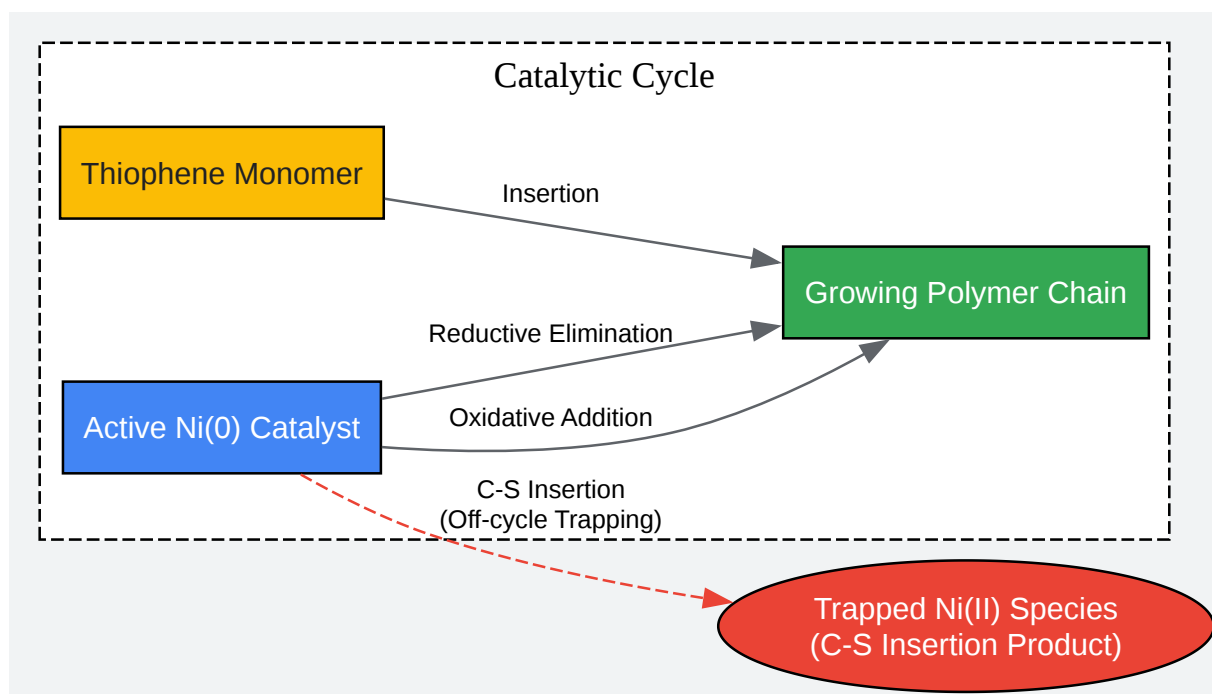 Catalytic Cycle
Thiophene Monomer
Insertion
Growing Polymer Chain
Reductive Elimination
Active Ni(0) Catalyst
Oxidative Addition
C-S Insertion
(Off-cycle Trapping)
Trapped Ni(II) Species
(C-S Insertion Product)